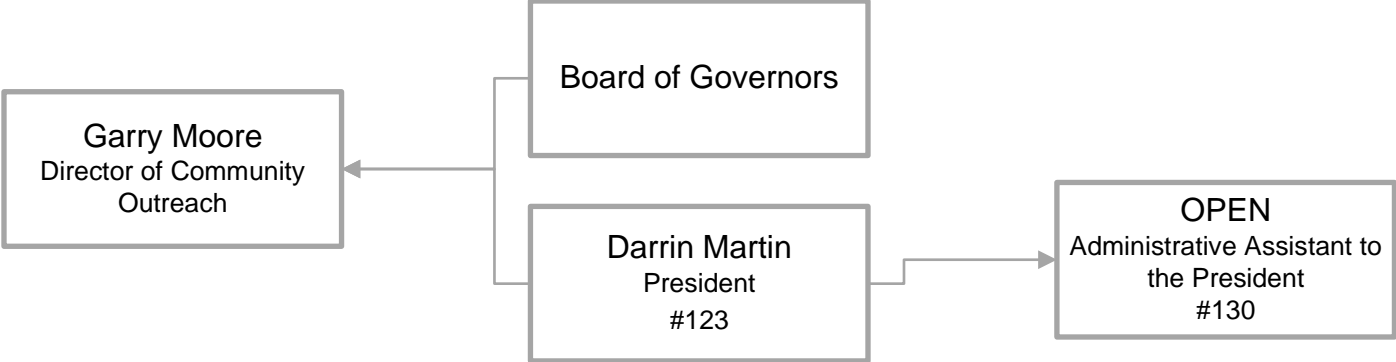 Board of Governors
Garry Moore
Director of Community
Outreach
Darrin Martin
President
#123
OPEN
Administrative Assistant to
the President
#130